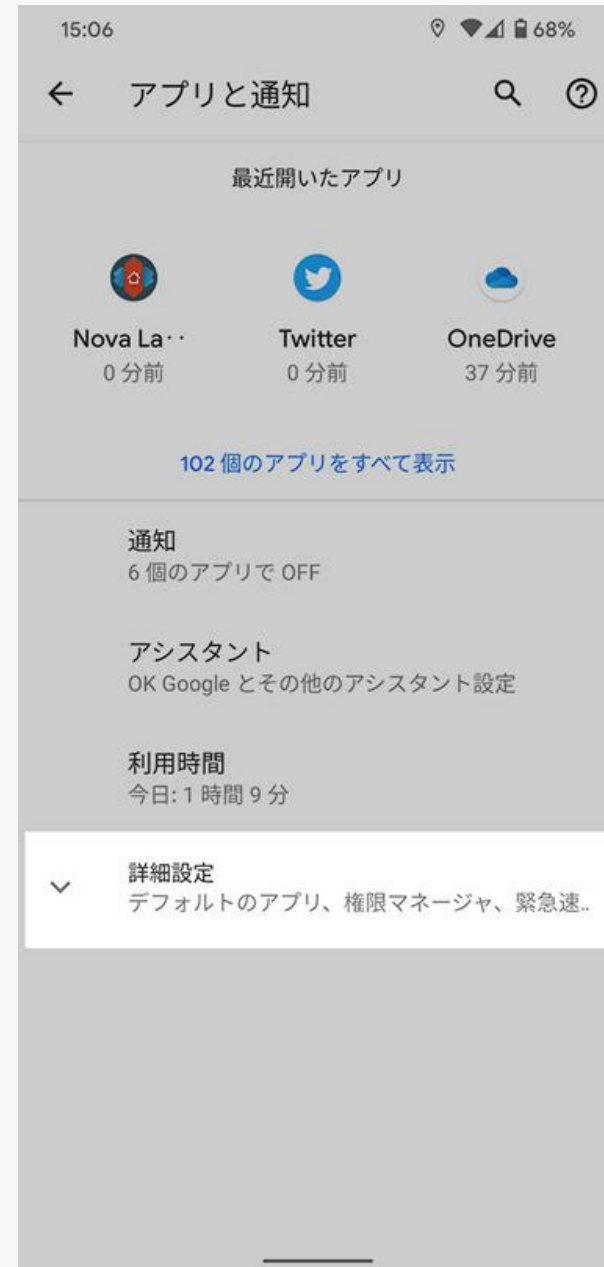 15:06 68%
アプリと通知
最近開いたアプリ
Nova La･･ Twitter OneDrive
0 分前 0 分前 37 分前
102 個のアプリをすべて表示
通知
6 個のアプリで OFF
アシスタント
OK Google とその他のアシスタント設定
利用時間
今日: 1 時間 9 分
詳細設定
デフォルトのアプリ、権限マネージャ、緊急速..